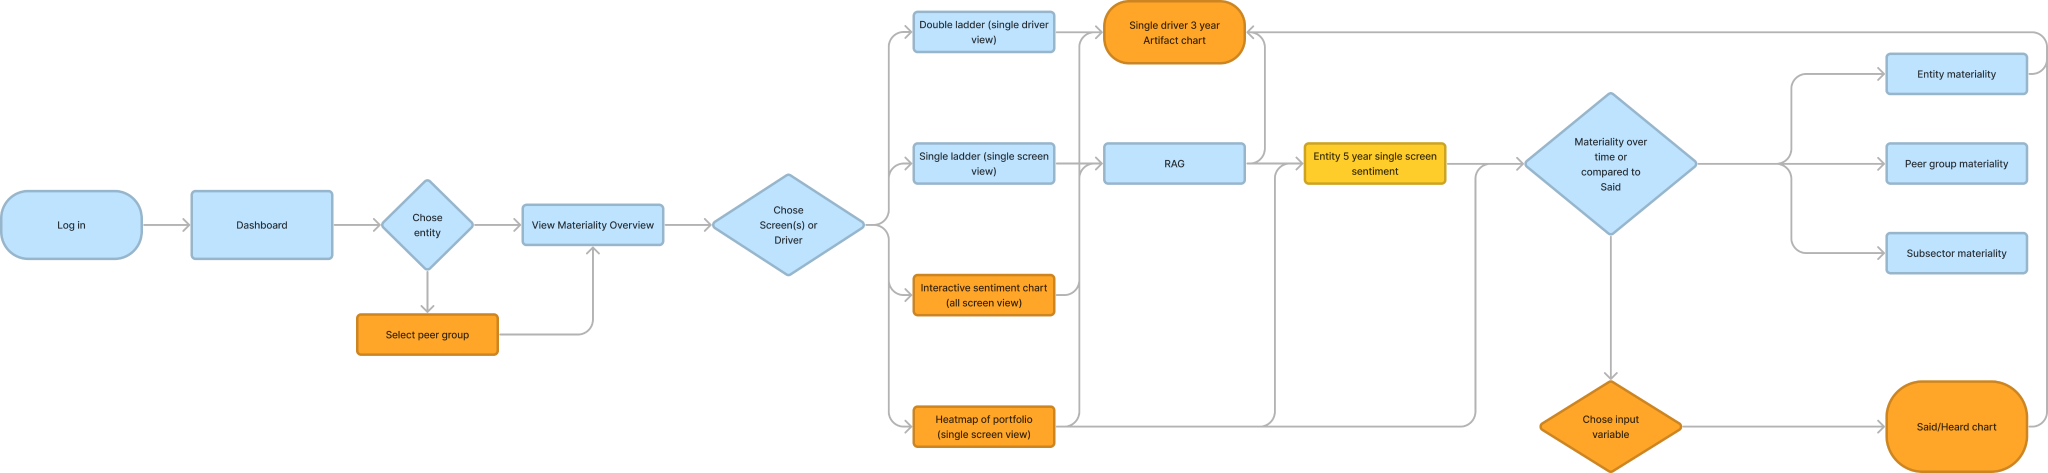 Log in
Dashboard
Chose
entity
Select peer group
View Materiality Overview
Chose
Screen(s) or
Driver
Double ladder (single driver
view)
Single ladder (single screen
view)
Interactive sentiment chart
(all screen view)
Heatmap of portfolio
(single screen view)
Single driver 3 year
Artifact chart
RAG
Entity 5 year single screen
sentiment
Materiality over
time or
compared to
Said
Chose input
variable
Entity materiality
Peer group materiality
Subsector materiality
Said/Heard chart